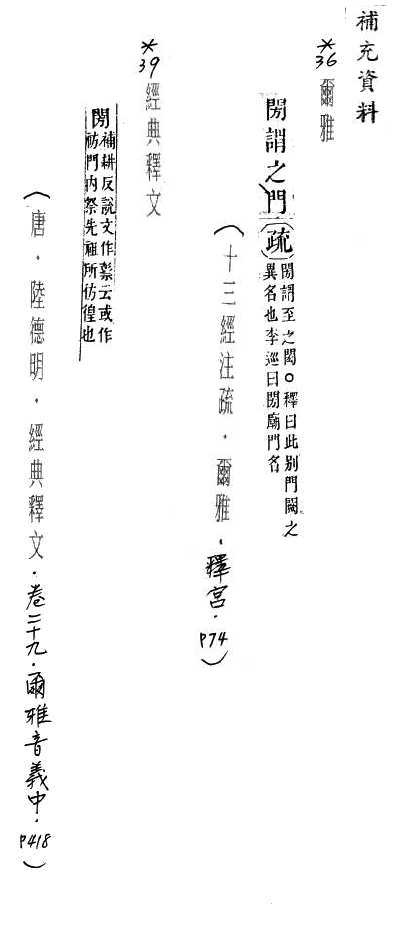 補充資料
*36 爾雅
閍謂之門
疏
閍謂至之閎○釋曰此別門闕之
異名也李巡曰閍廟門名
(十三經注疏．爾雅．釋宮．P74)
*39 經典釋文
閍
補耕反說文作䄫云或作
祊門內祭先祖所彷徨也
(唐．陸德明．經典釋文．卷二十九．爾雅音義中．P418)